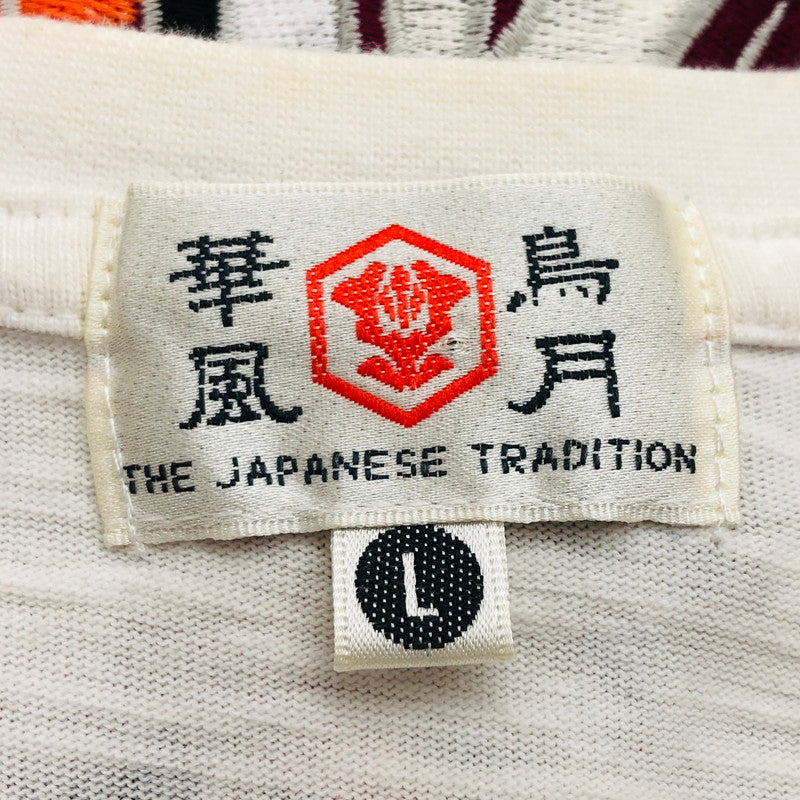 華 鳥
風 月
THE JAPANESE TRADITION
L